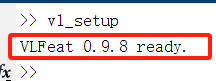 >> vl_setup
VLFeat 0.9.8 ready.
fx >>